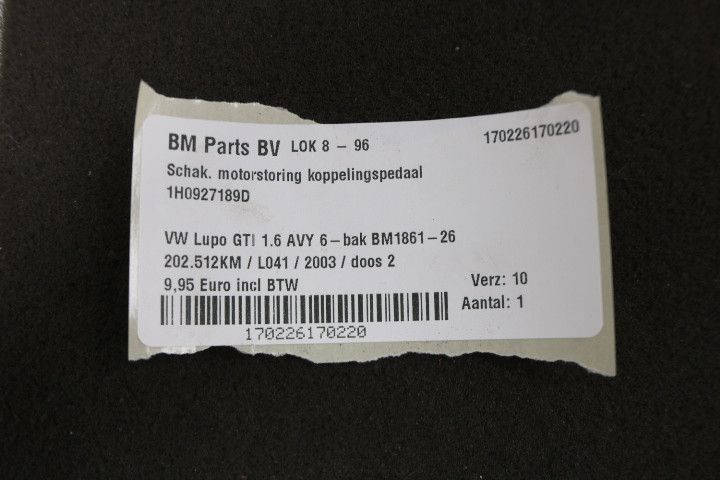 BM Parts BV LOK 8 - 96 170226170220
Schak. motorstoring koppelingspedaal
1H0927189D
VW Lupo GTI 1.6 AVY 6-bak BM1861-26
202.512KM / L041 / 2003 / doos 2
9,95 Euro incl BTW Verz: 10
Aantal: 1
170226170220